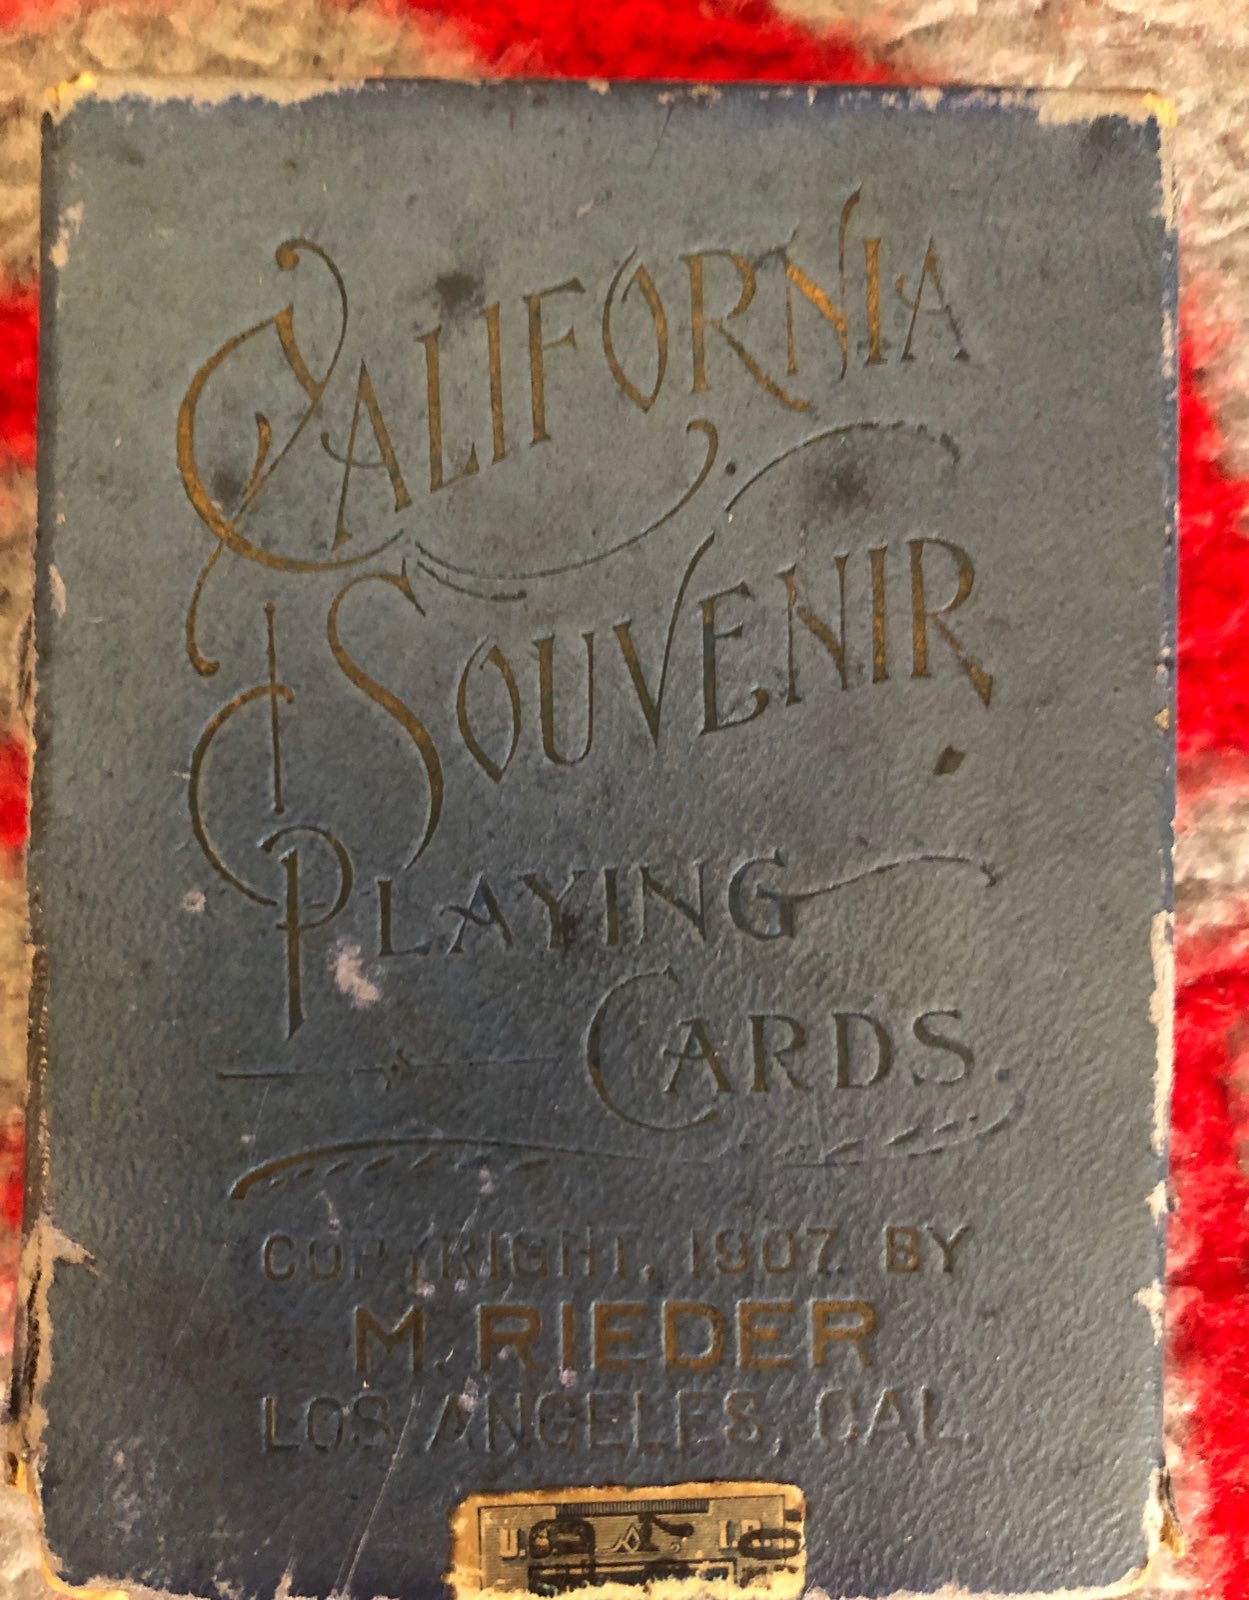 CALIFORNIA
SOUVENIR
PLAYING
CARDS.
COPYRIGHT, 1907. BY
M. RIEDER
LOS ANGELES, CAL.
U.S. I.R.